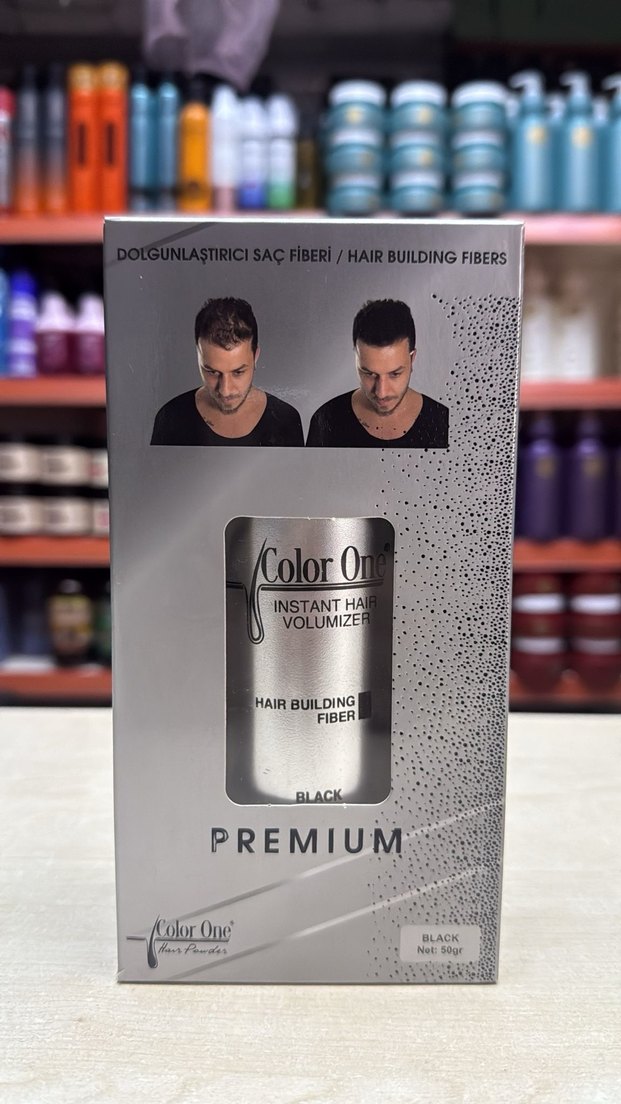 DOLGUNLAŞTIRICI SAÇ FİBERİ / HAIR BUILDING FIBERS
Color One
INSTANT HAIR
VOLUMIZER
HAIR BUILDING
FIBER
BLACK
PREMIUM
Color One
Hair Powder
BLACK
Net: 50gr